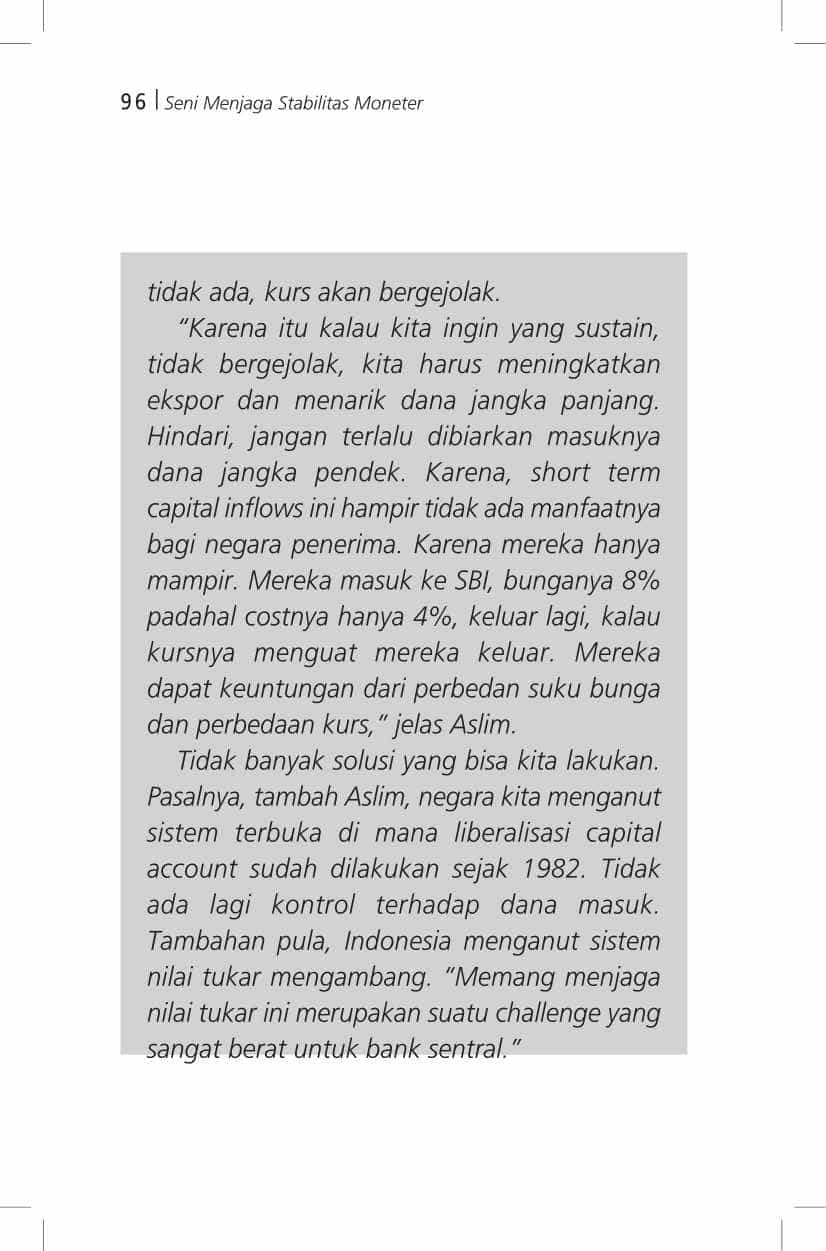 96 | Seni Menjaga Stabilitas Moneter
tidak ada, kurs akan bergejolak.
“Karena itu kalau kita ingin yang sustain,
tidak bergejolak, kita harus meningkatkan
ekspor dan menarik dana jangka panjang.
Hindari, jangan terlalu dibiarkan masuknya
dana jangka pendek. Karena, short term
capital inflows ini hampir tidak ada manfaatnya
bagi negara penerima. Karena mereka hanya
mampir. Mereka masuk ke SBI, bunganya 8%
padahal costnya hanya 4%, keluar lagi, kalau
kursnya menguat mereka keluar. Mereka
dapat keuntungan dari perbedan suku bunga
dan perbedaan kurs,” jelas Aslim.
Tidak banyak solusi yang bisa kita lakukan.
Pasalnya, tambah Aslim, negara kita menganut
sistem terbuka di mana liberalisasi capital
account sudah dilakukan sejak 1982. Tidak
ada lagi kontrol terhadap dana masuk.
Tambahan pula, Indonesia menganut sistem
nilai tukar mengambang. “Memang menjaga
nilai tukar ini merupakan suatu challenge yang
sangat berat untuk bank sentral.”